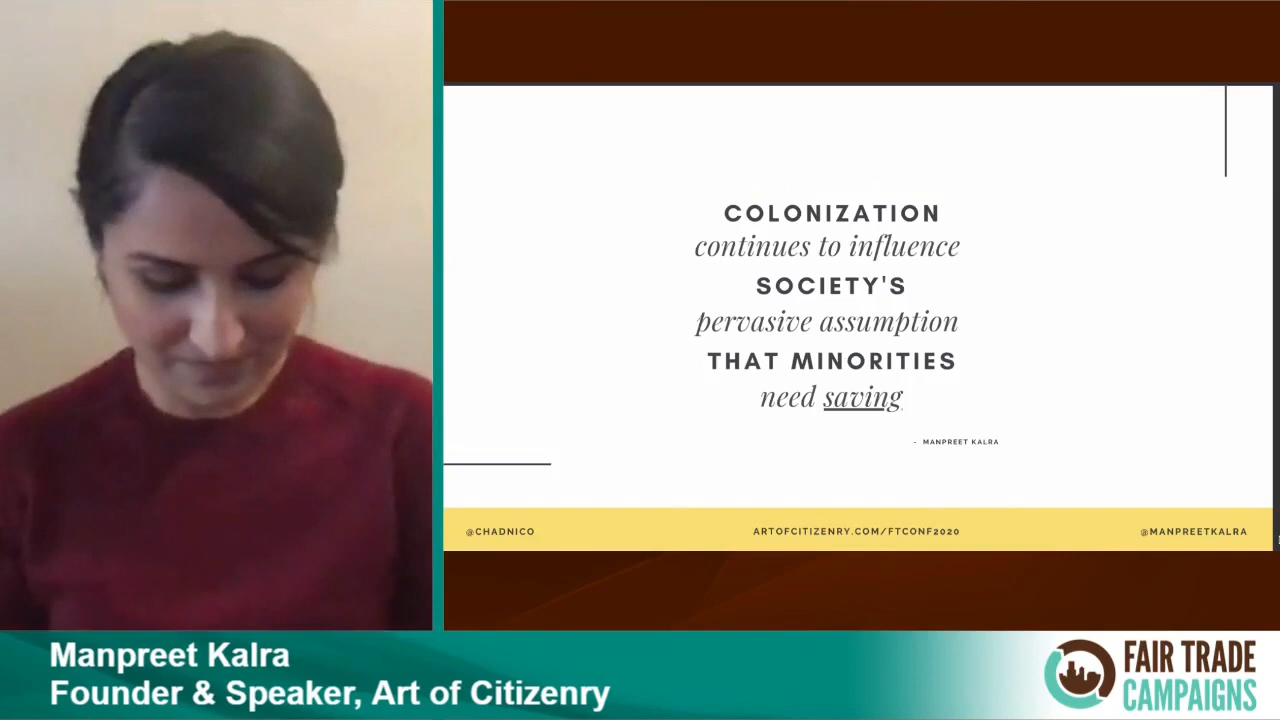 COLONIZATION
continues to influence
SOCIETY'S
pervasive assumption
THAT MINORITIES
need saving
- MANPREET KALRA
@CHADNICO
ARTOFCITIZENRY.COM/FTCONF2020
@MANPREETKALRA
Manpreet Kalra
Founder & Speaker, Art of Citizenry
FAIR TRADE
CAMPAIGNS